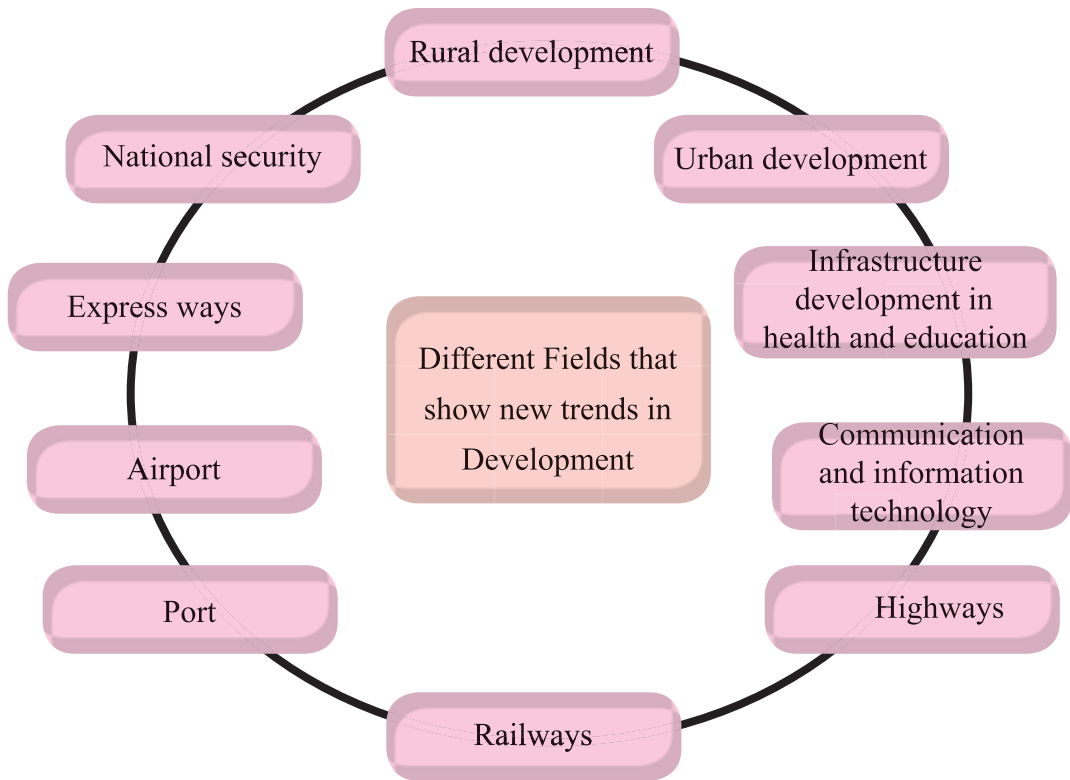 Rural development
National security
Urban development
Express ways
Infrastructure
development in
health and education
Different Fields that
show new trends in
Development
Airport
Communication
and information
technology
Port
Highways
Railways